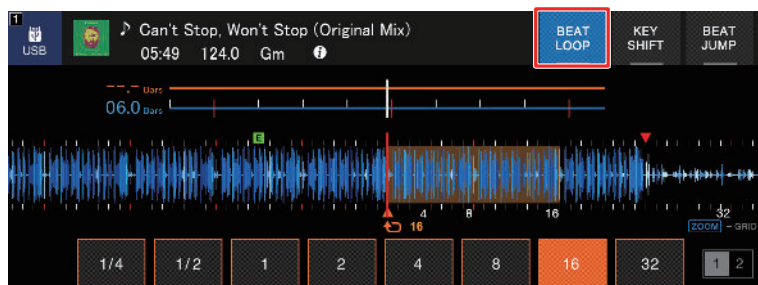 1
USB
♪ Can't Stop, Won't Stop (Original Mix)
05:49 124.0 Gm i
BEAT LOOP
KEY SHIFT
BEAT JUMP
--.- Bars
06.0 Bars
E
4 8 16 32
16
ZOOM - GRID
1/4 1/2 1 2 4 8 16 32 1 2